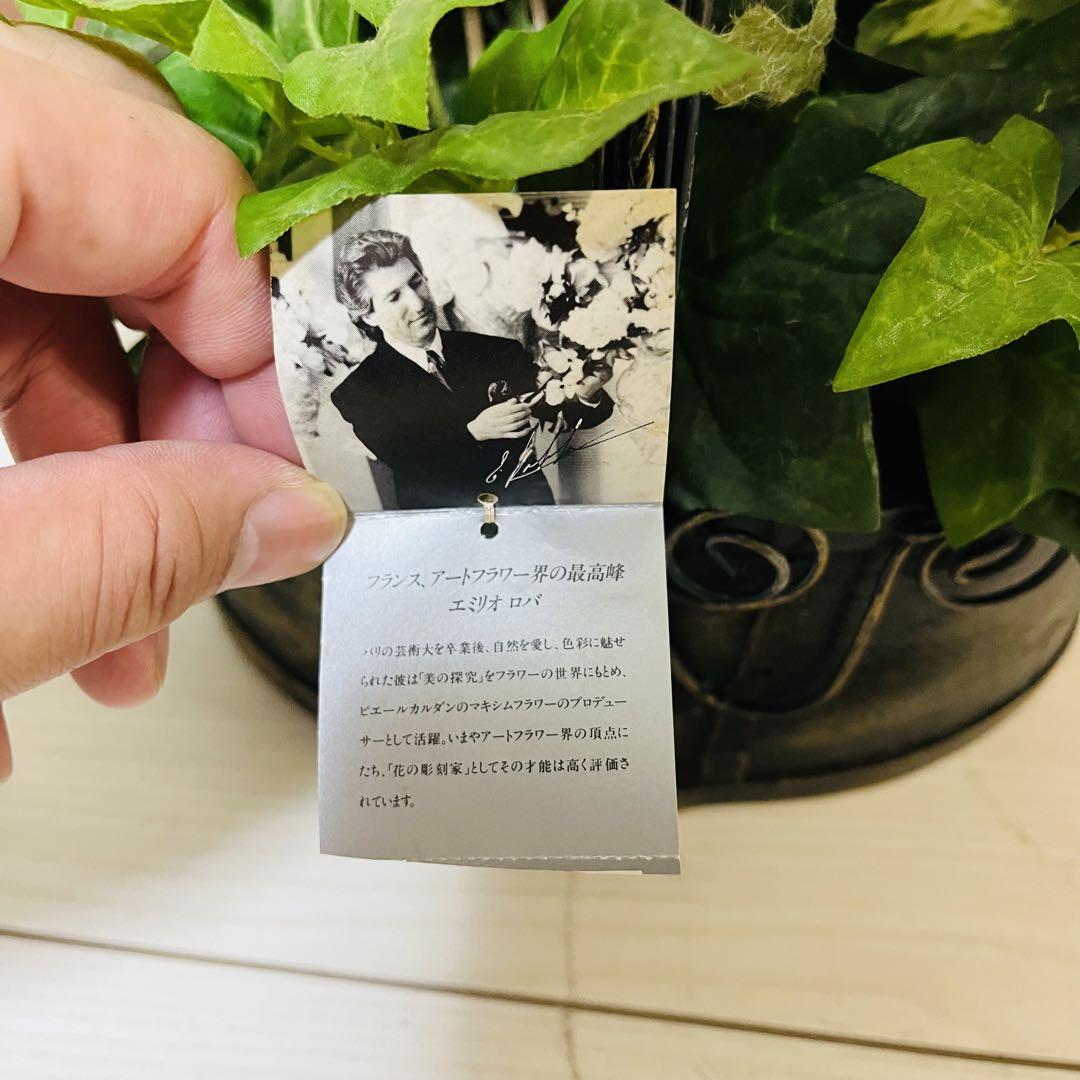 フランス、アートフラワー界の最高峰
エミリオ ロバ
パリの芸術大を卒業後、自然を愛し、色彩に魅せ
られた彼は「美の探究」をフラワーの世界にもとめ、
ピエールカルダンのマキシムフラワーのプロデュー
サーとして活躍。いまやアートフラワー界の頂点に
たち、「花の彫刻家」としてその才能は高く評価さ
れています。